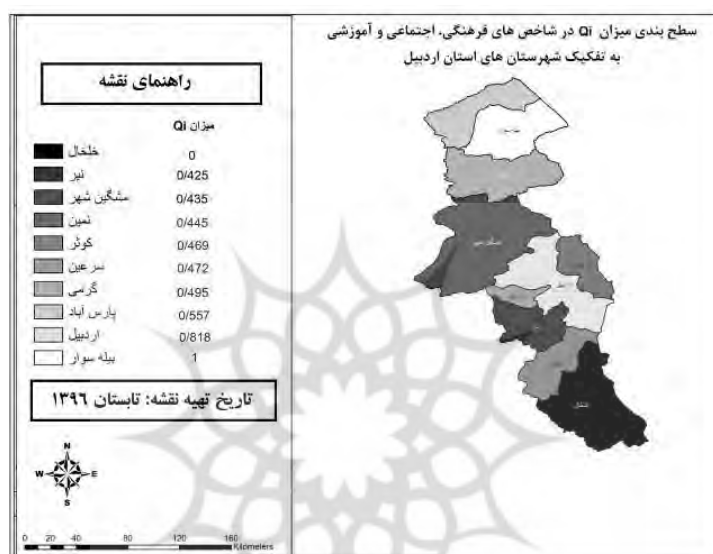 سطح بندی میزان Qi در شاخص های فرهنگی، اجتماعی و آموزشی
به تفکیک شهرستان های استان اردبیل
راهنمای نقشه
میزان Qi
خلخال 0
نیر 0/425
مشگین شهر 0/435
نمین 0/445
کوثر 0/469
سرعین 0/472
گرمی 0/495
پارس آباد 0/557
اردبیل 0/818
بیله سوار 1
تاریخ تهیه نقشه: تابستان ۱۳۹٦
N
W E
S
0 20 40 80 120 160
Kilometers